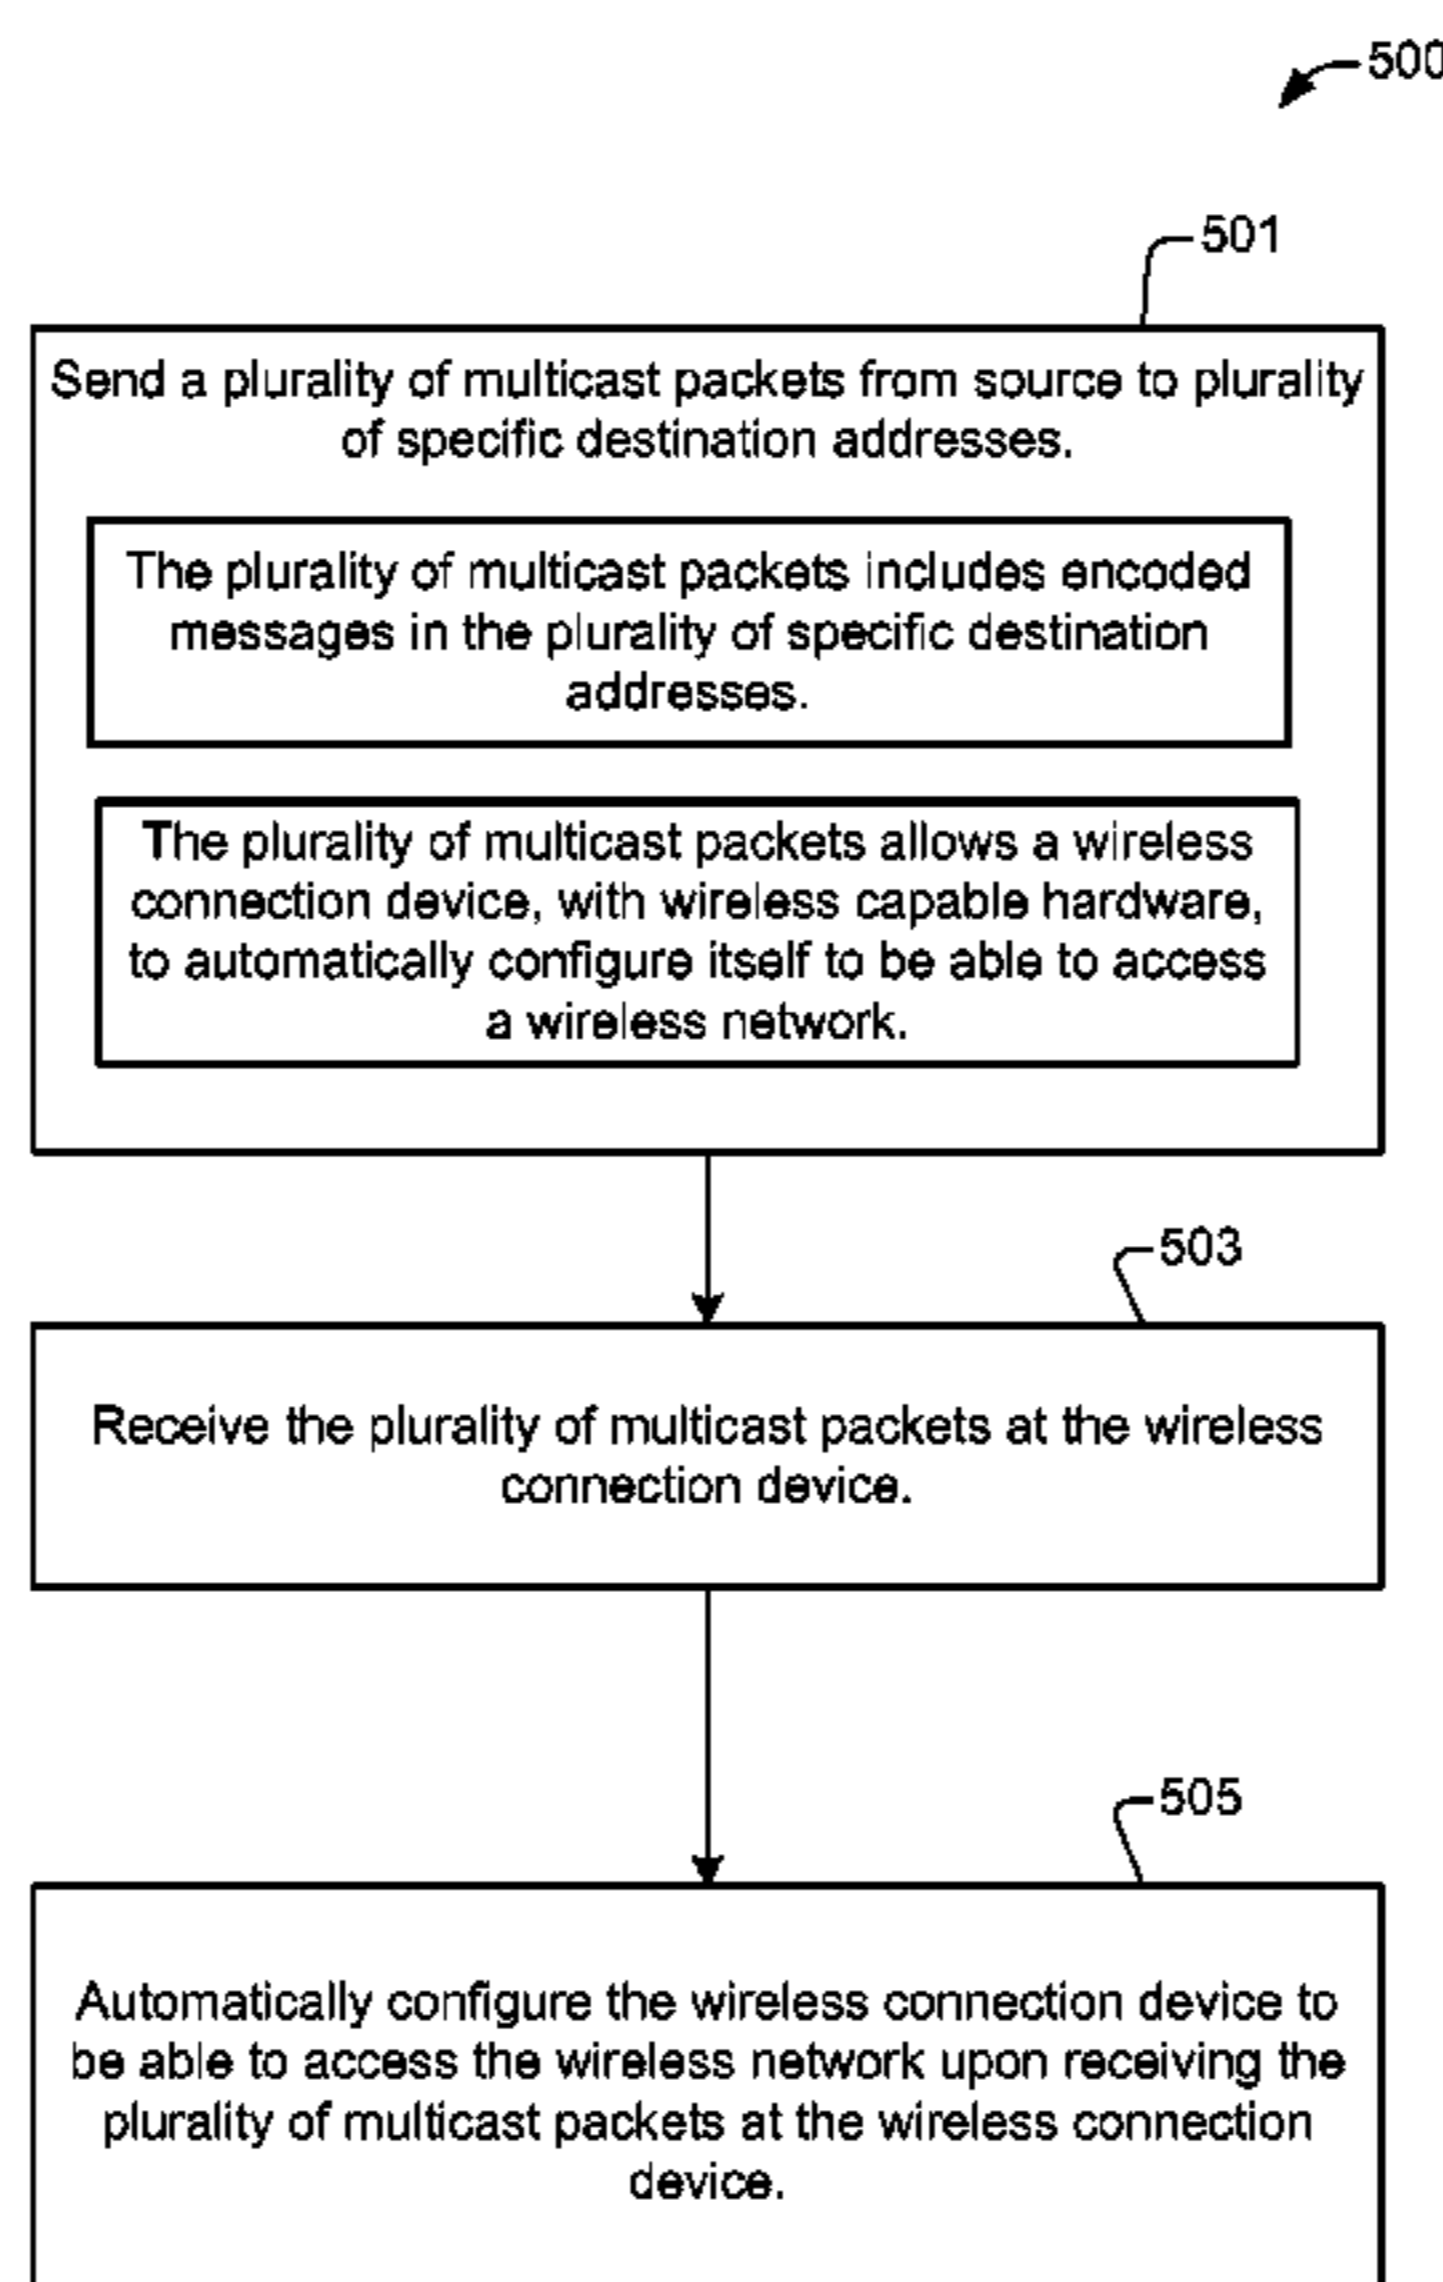 500
501
Send a plurality of multicast packets from source to plurality
of specific destination addresses.
The plurality of multicast packets includes encoded
messages in the plurality of specific destination
addresses.
The plurality of multicast packets allows a wireless
connection device, with wireless capable hardware,
to automatically configure itself to be able to access
a wireless network.
503
Receive the plurality of multicast packets at the wireless
connection device.
505
Automatically configure the wireless connection device to
be able to access the wireless network upon receiving the
plurality of multicast packets at the wireless connection
device.